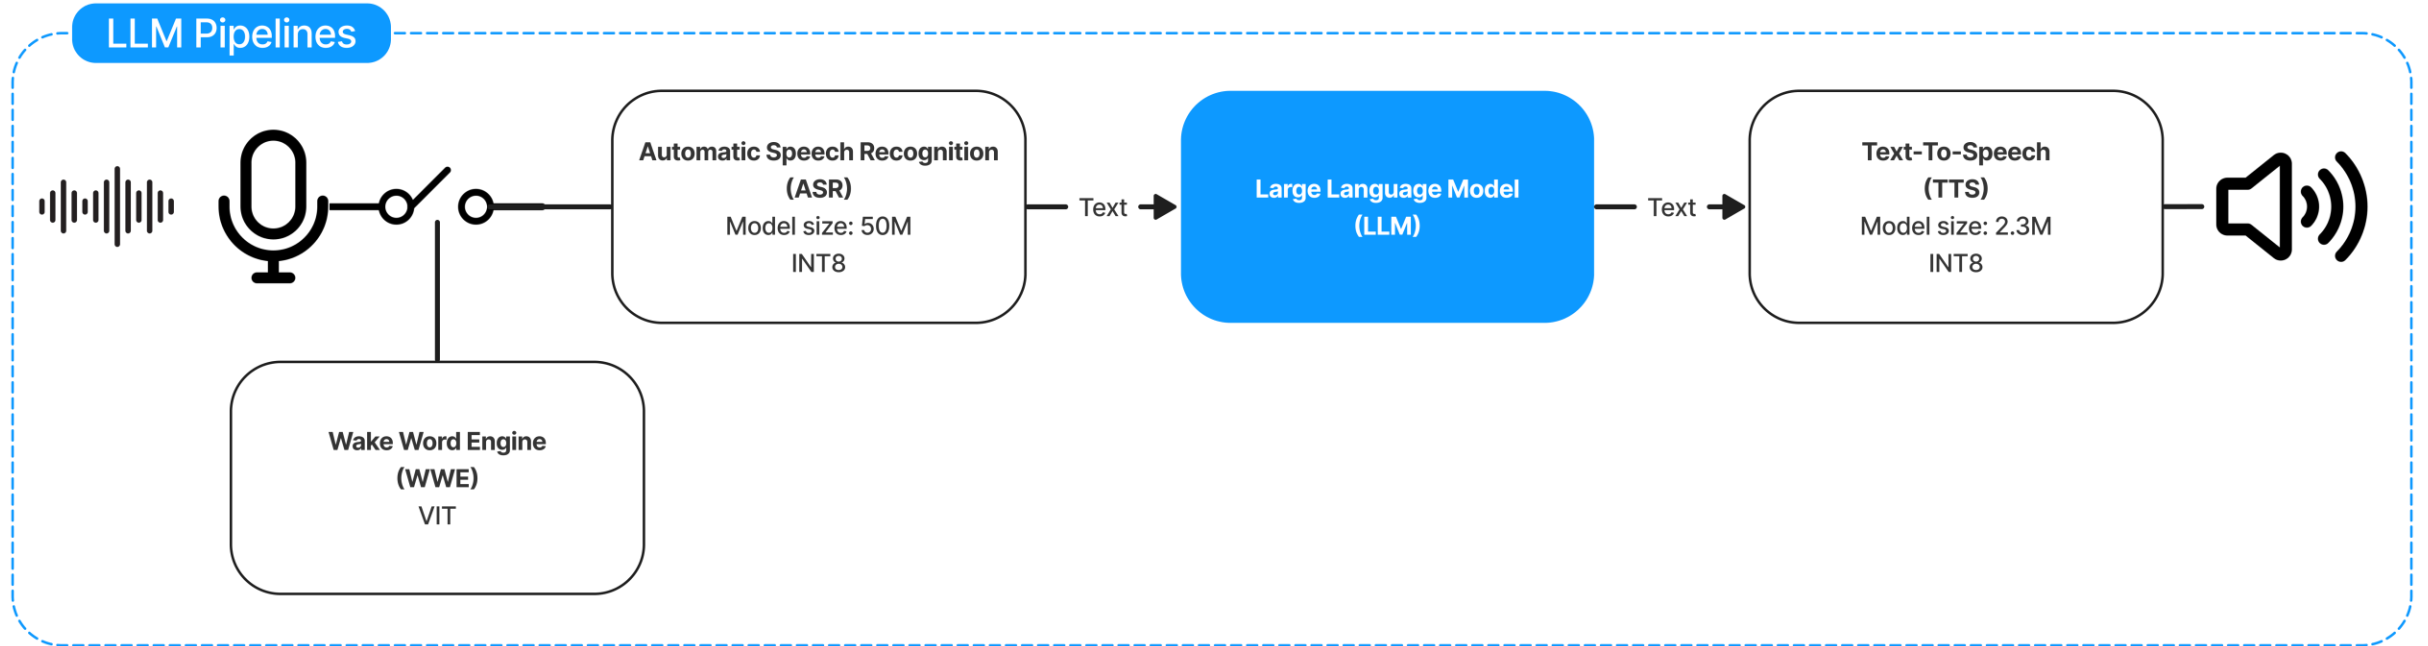 LLM Pipelines
Automatic Speech Recognition
(ASR)
Model size: 50M
INT8
Text
Large Language Model
(LLM)
Text
Text-To-Speech
(TTS)
Model size: 2.3M
INT8
Wake Word Engine
(WWE)
VIT